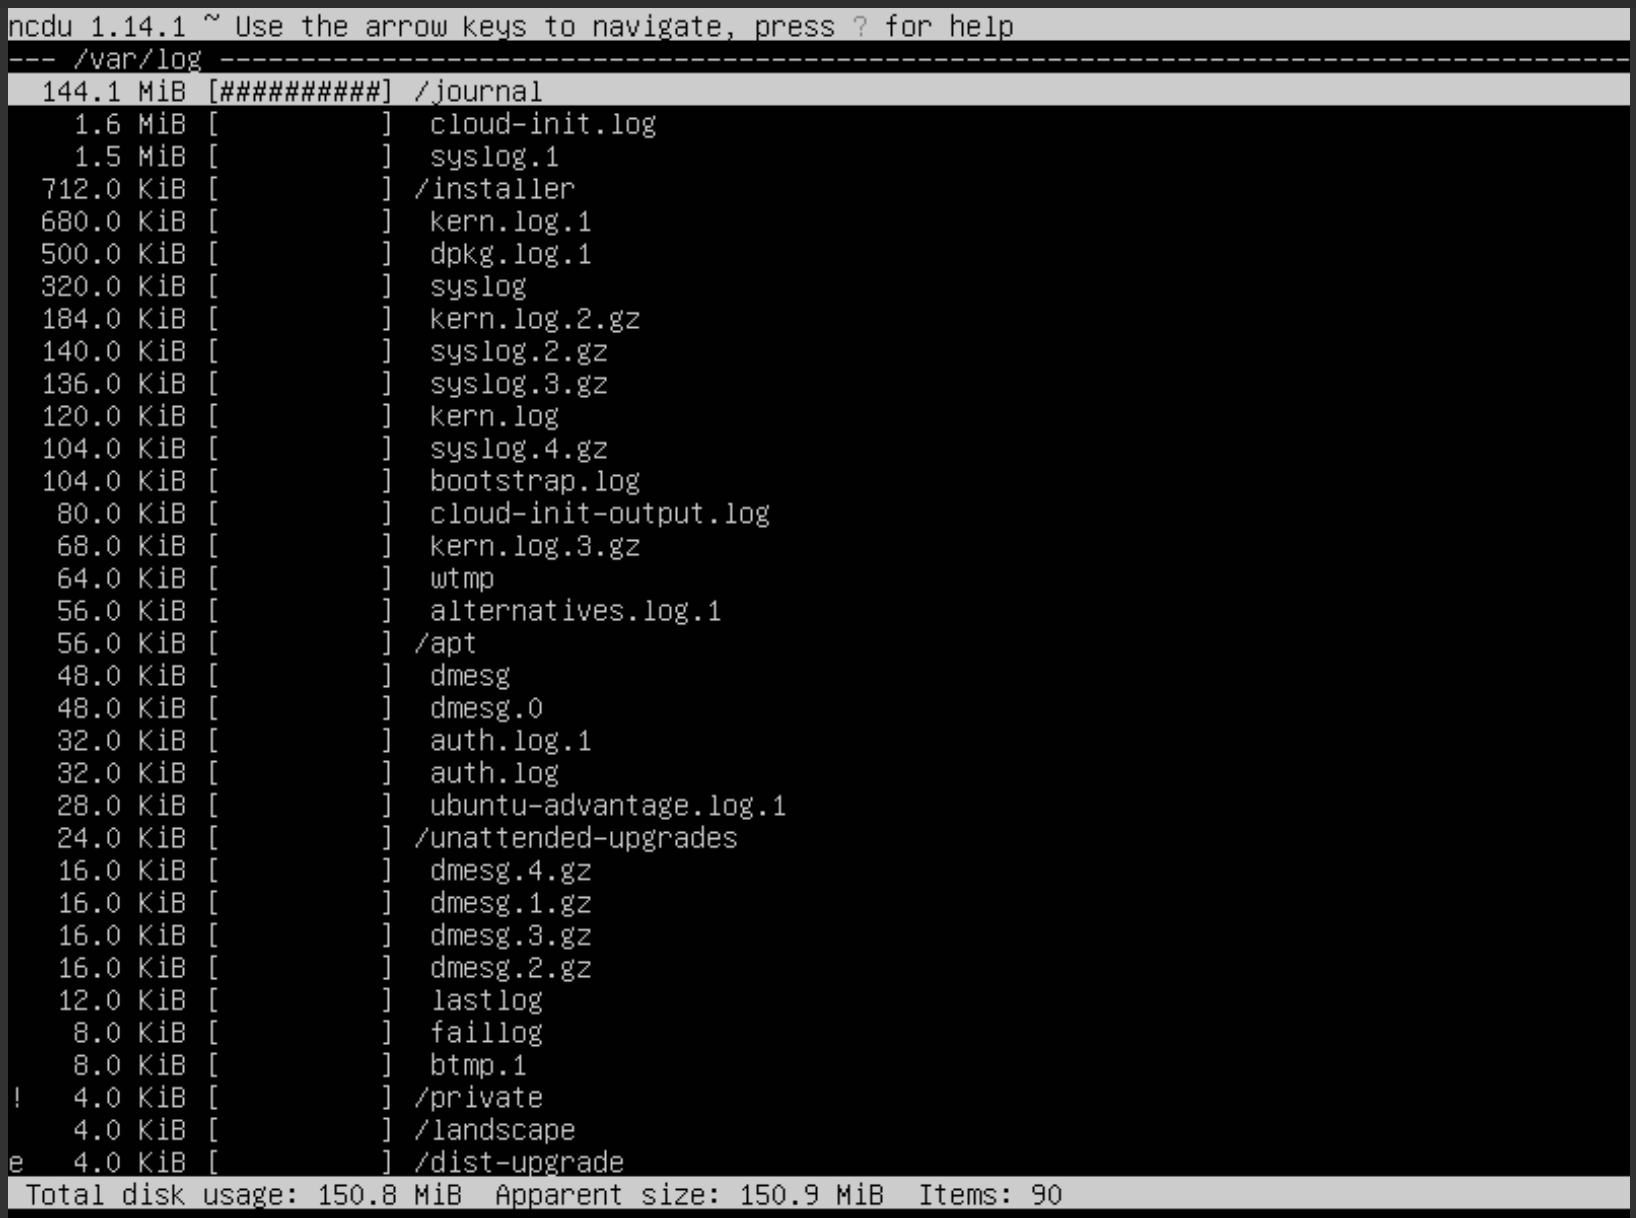 ncdu 1.14.1 ~ Use the arrow keys to navigate, press ? for help
--- /var/log ----------------------------------------------------------------------------------------
  144.1 MiB [##########] /journal
    1.6 MiB [          ]  cloud-init.log
    1.5 MiB [          ]  syslog.1
  712.0 KiB [          ] /installer
  680.0 KiB [          ]  kern.log.1
  500.0 KiB [          ]  dpkg.log.1
  320.0 KiB [          ]  syslog
  184.0 KiB [          ]  kern.log.2.gz
  140.0 KiB [          ]  syslog.2.gz
  136.0 KiB [          ]  syslog.3.gz
  120.0 KiB [          ]  kern.log
  104.0 KiB [          ]  syslog.4.gz
  104.0 KiB [          ]  bootstrap.log
   80.0 KiB [          ]  cloud-init-output.log
   68.0 KiB [          ]  kern.log.3.gz
   64.0 KiB [          ]  wtmp
   56.0 KiB [          ]  alternatives.log.1
   56.0 KiB [          ] /apt
   48.0 KiB [          ]  dmesg
   48.0 KiB [          ]  dmesg.0
   32.0 KiB [          ]  auth.log.1
   32.0 KiB [          ]  auth.log
   28.0 KiB [          ]  ubuntu-advantage.log.1
   24.0 KiB [          ] /unattended-upgrades
   16.0 KiB [          ]  dmesg.4.gz
   16.0 KiB [          ]  dmesg.1.gz
   16.0 KiB [          ]  dmesg.3.gz
   16.0 KiB [          ]  dmesg.2.gz
   12.0 KiB [          ]  lastlog
    8.0 KiB [          ]  faillog
    8.0 KiB [          ]  btmp.1
!   4.0 KiB [          ] /private
    4.0 KiB [          ] /landscape
e   4.0 KiB [          ] /dist-upgrade
 Total disk usage: 150.8 MiB  Apparent size: 150.9 MiB  Items: 90